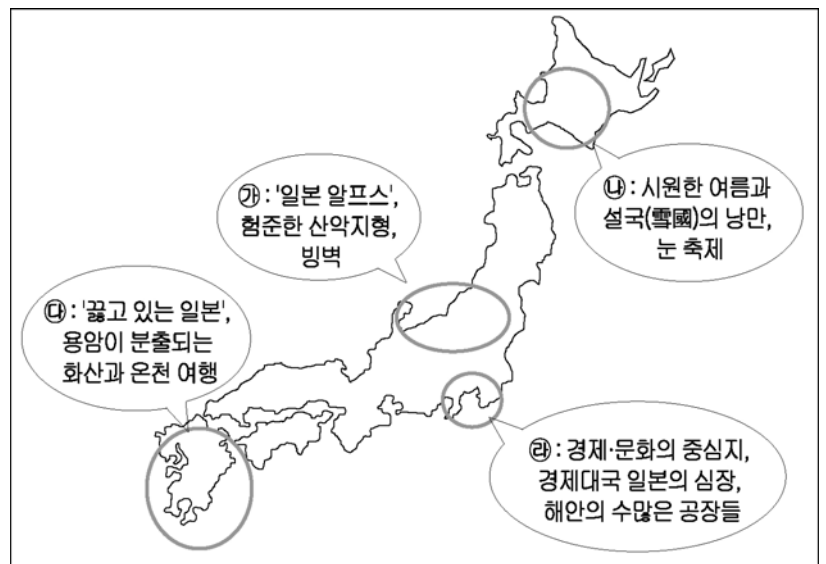 ㉮ : '일본 알프스',
험준한 산악지형,
빙벽
㉯ : 시원한 여름과
설국(雪國)의 낭만,
눈 축제
㉰ : '끓고 있는 일본',
용암이 분출되는
화산과 온천 여행
㉱ : 경제·문화의 중심지,
경제대국 일본의 심장,
해안의 수많은 공장들